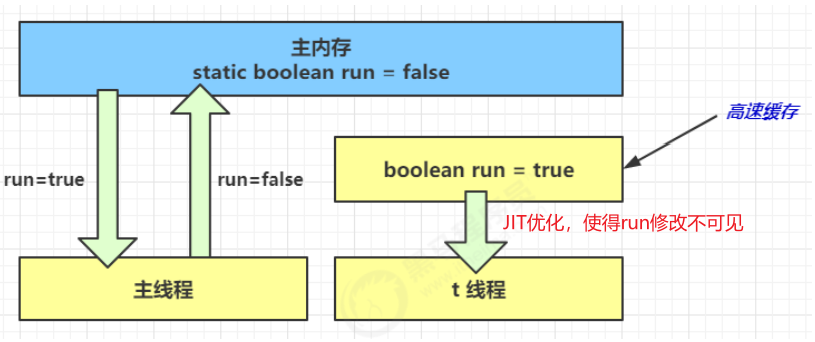 主内存
static boolean run = false
高速缓存
boolean run = true
run=true
run=false
JIT优化，使得run修改不可见
主线程
t 线程